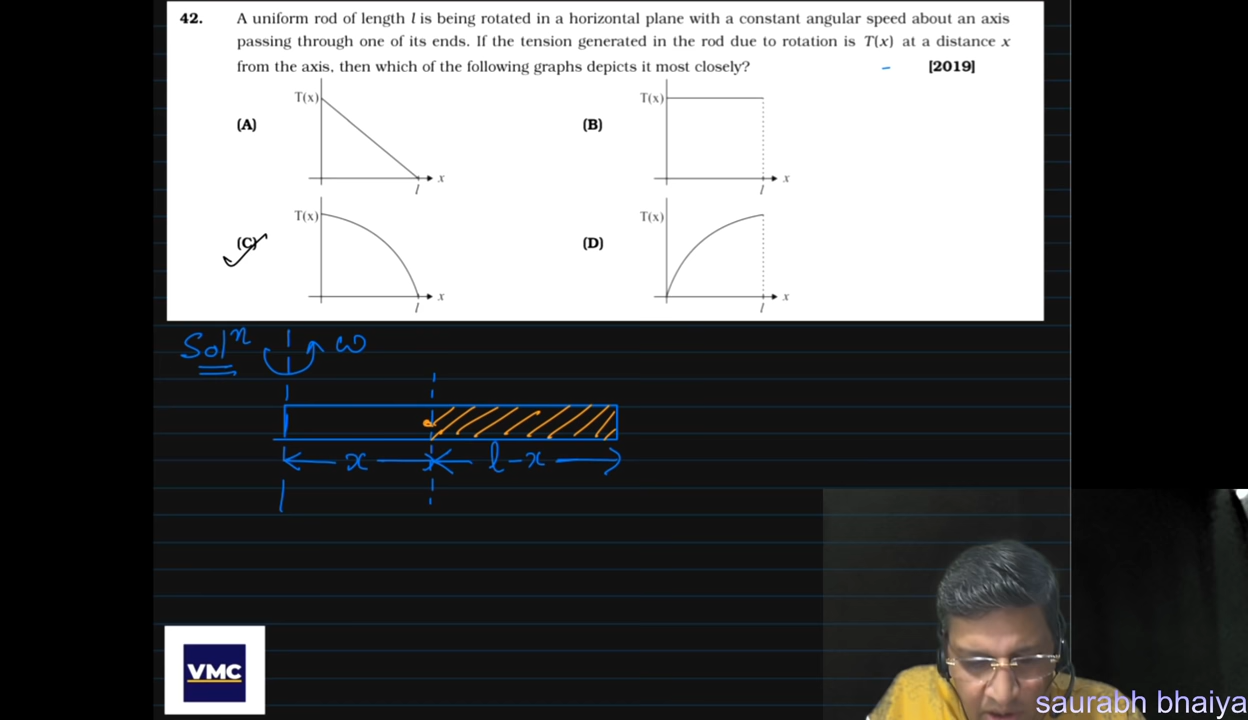 42. A uniform rod of length l is being rotated in a horizontal plane with a constant angular speed about an axis
passing through one of its ends. If the tension generated in the rod due to rotation is T(x) at a distance x
from the axis, then which of the following graphs depicts it most closely? [2019]
T(x) T(x)
(A) (B)
x x
l l
T(x) T(x)
(C) (D)
x x
l l
Solⁿ ω
x l-x
VMC
saurabh bhaiya